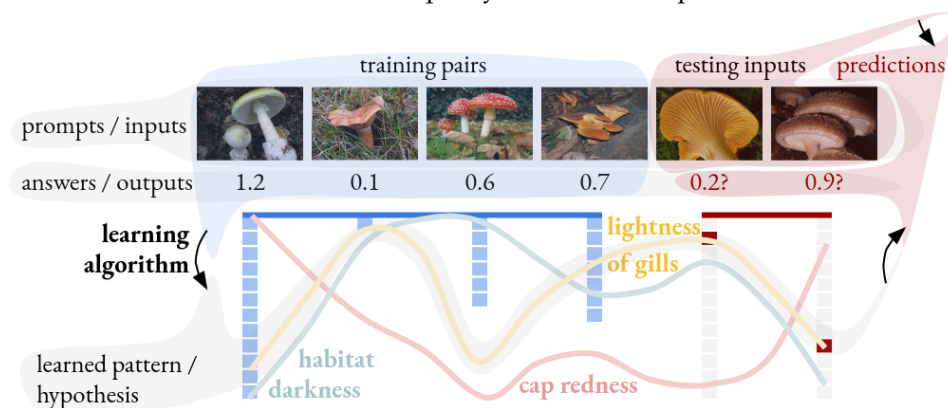 training pairs
testing inputs
predictions
prompts / inputs
answers / outputs
1.2
0.1
0.6
0.7
0.2?
0.9?
learning
algorithm
lightness
of gills
habitat
darkness
cap redness
learned pattern /
hypothesis